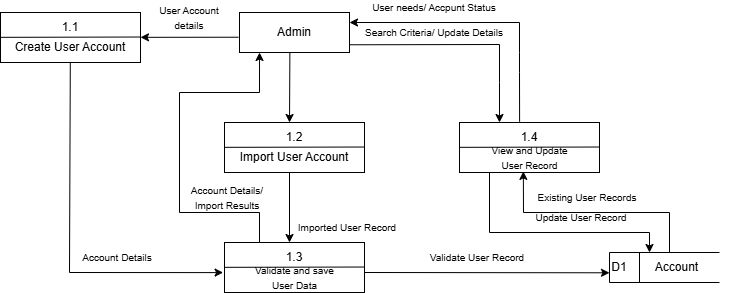 User needs/ Accpunt Status
User Account
details
1.1
Create User Account
Admin
Search Criteria/ Update Details
1.2
Import User Account
1.4
View and Update
User Record
Account Details/
Import Results
Existing User Records
Update User Record
Imported User Record
Account Details
1.3
Validate and save
User Data
Validate User Record
D1
Account